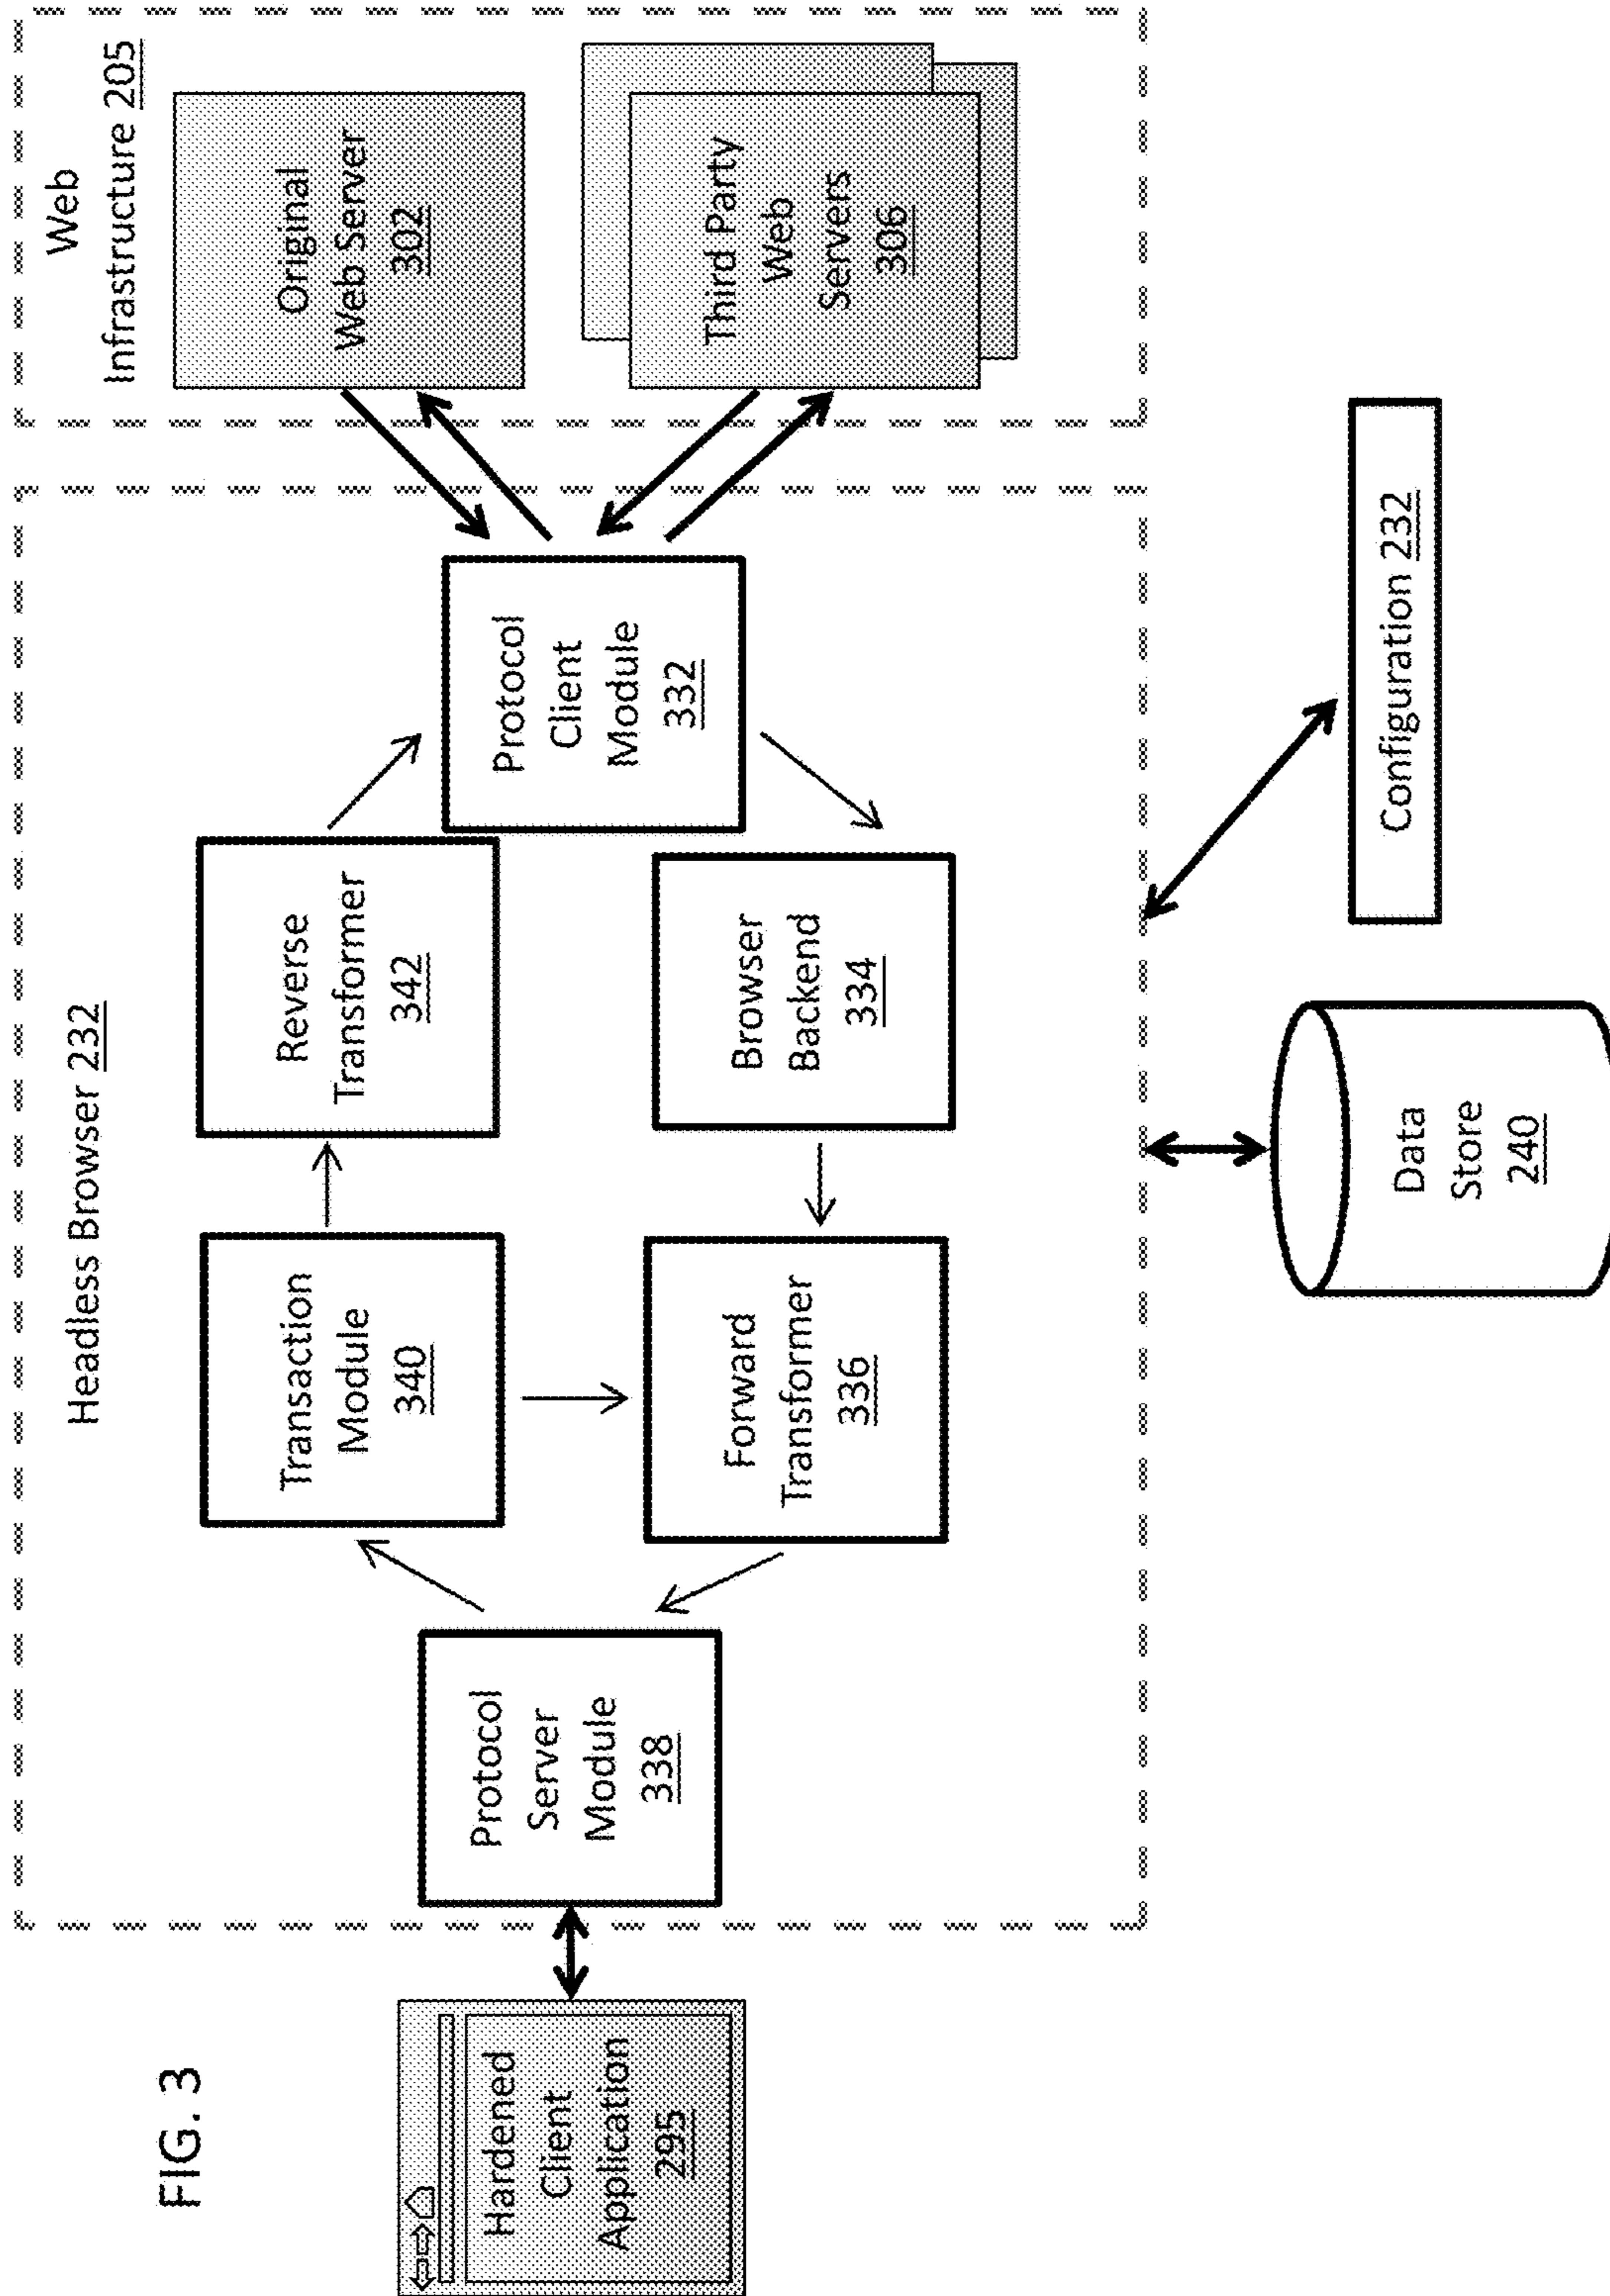 FIG. 3
Headless Browser 232
Web
Infrastructure 205
Hardened
Client
Application
295
Protocol
Server
Module
338
Transaction
Module
340
Reverse
Transformer
342
Forward
Transformer
336
Browser
Backend
334
Protocol
Client
Module
332
Original
Web Server
302
Third Party
Web
Servers
306
Data
Store
240
Configuration 232